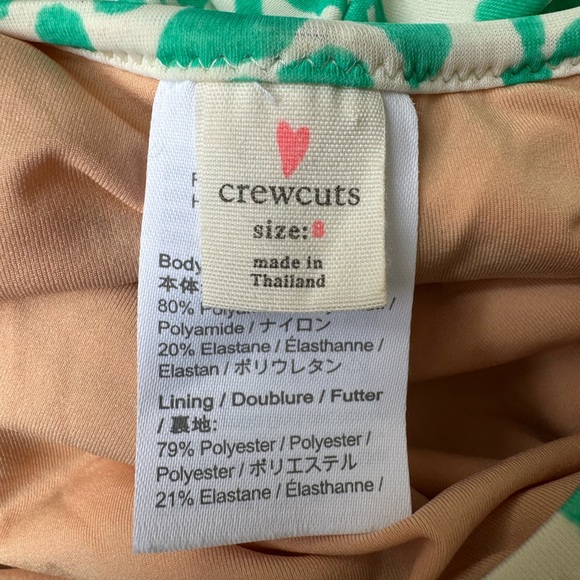 crewcuts
size: 8
made in
Thailand
Body
本体:
80%
Polyamide / ナイロン
20% Elastane / Élasthanne /
Elastan / ポリウレタン
Lining / Doublure / Futter
/ 裏地:
79% Polyester / Polyester /
Polyester / ポリエステル
21% Elastane / Élasthanne /